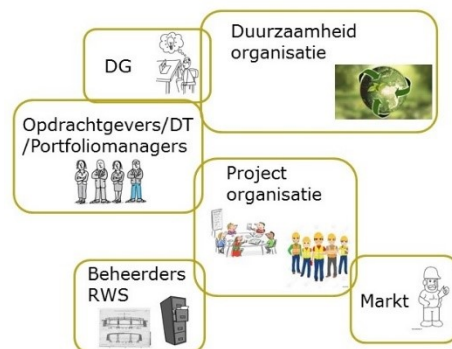 Duurzaamheid
organisatie
DG
Opdrachtgevers/DT
/Portfoliomanagers
Project
organisatie
Beheerders
RWS
Markt